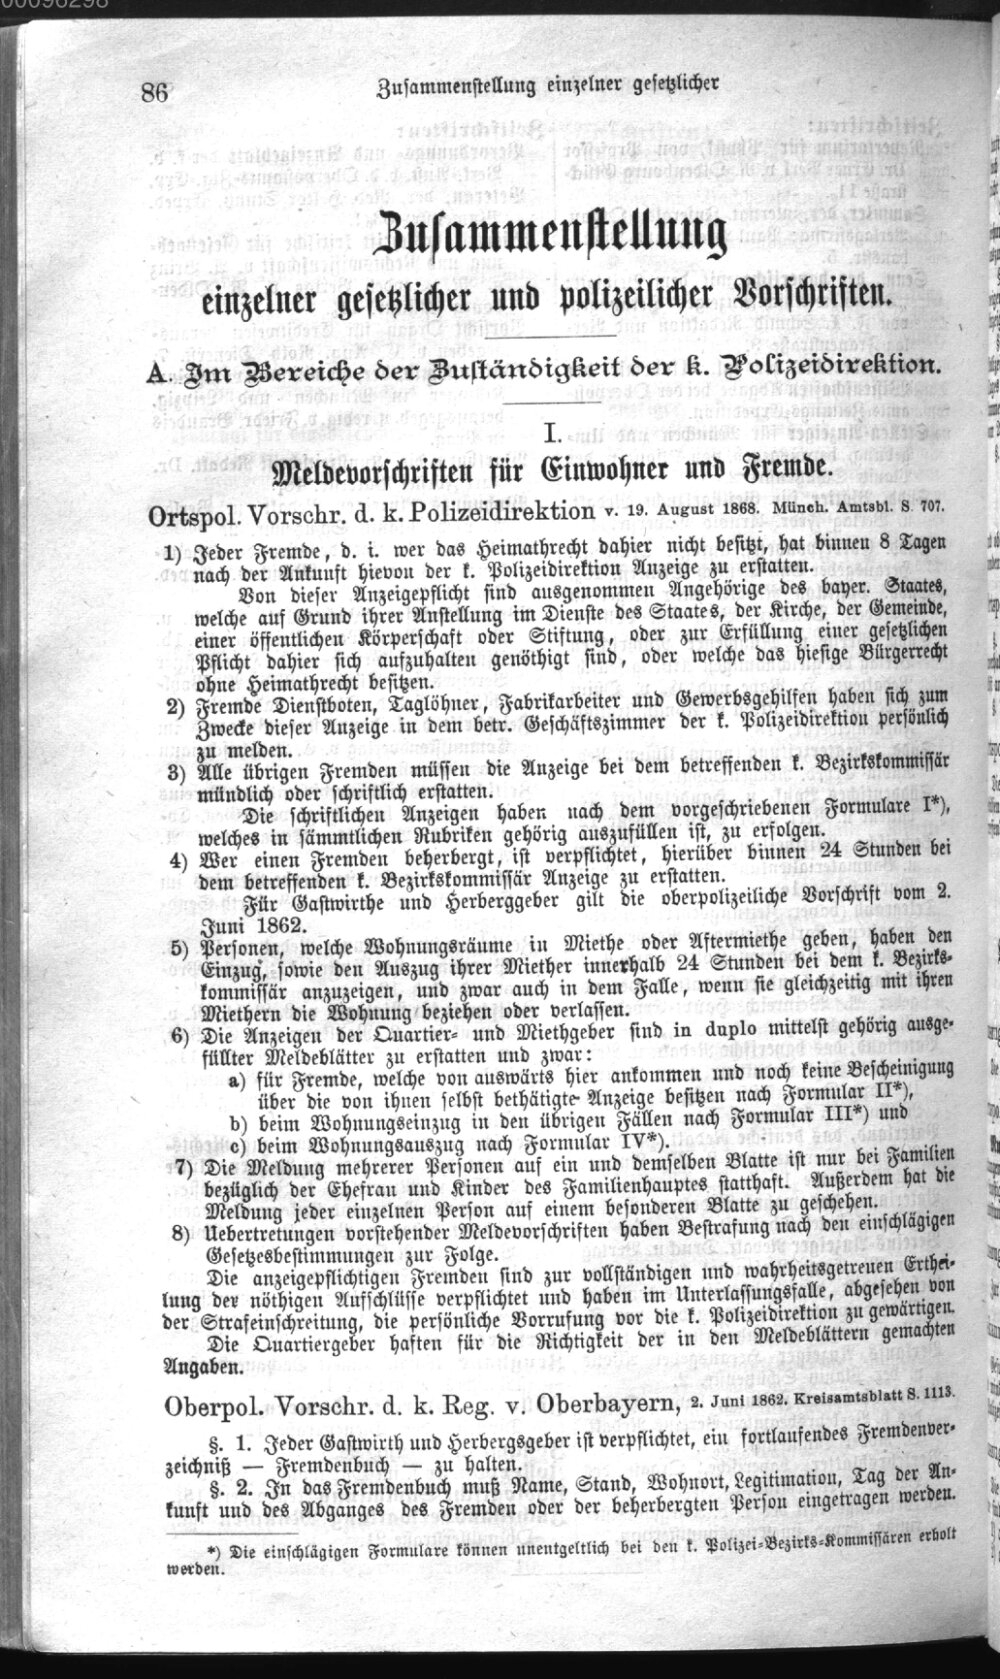 00096298
86
Zusammenstellung einzelner gesetzlicher
Zusammenstellung
einzelner gesetzlicher und polizeilicher Vorschriften.
A. Im Bereiche der Zuständigkeit der k. Polizeidirektion.
I.
Meldevorschriften für Einwohner und Fremde.
Ortspol. Vorschr. d. k. Polizeidirektion v. 19. August 1868. Münch. Amtsbl. S. 707.
1) Jeder Fremde, d. i. wer das Heimathrecht dahier nicht besitzt, hat binnen 8 Tagen
nach der Ankunft hievon der k. Polizeidirektion Anzeige zu erstatten.
Von dieser Anzeigepflicht sind ausgenommen Angehörige des bayer. Staates,
welche auf Grund ihrer Anstellung im Dienste des Staates, der Kirche, der Gemeinde,
einer öffentlichen Körperschaft oder Stiftung, oder zur Erfüllung einer gesetzlichen
Pflicht dahier sich aufzuhalten genöthigt sind, oder welche das hiesige Bürgerrecht
ohne Heimathrecht besitzen.
2) Fremde Dienstboten, Taglöhner, Fabrikarbeiter und Gewerbsgehilfen haben sich zum
Zwecke dieser Anzeige in dem betr. Geschäftszimmer der k. Polizeidirektion persönlich
zu melden.
3) Alle übrigen Fremden müssen die Anzeige bei dem betreffenden k. Bezirkskommissär
mündlich oder schriftlich erstatten.
Die schriftlichen Anzeigen haben nach dem vorgeschriebenen Formulare I*),
welches in sämmtlichen Rubriken gehörig auszufüllen ist, zu erfolgen.
4) Wer einen Fremden beherbergt, ist verpflichtet, hierüber binnen 24 Stunden bei
dem betreffenden k. Bezirkskommissär Anzeige zu erstatten.
Für Gastwirthe und Herberggeber gilt die oberpolizeiliche Vorschrift vom 2.
Juni 1862.
5) Personen, welche Wohnungsräume in Miethe oder Aftermiethe geben, haben den
Einzug, sowie den Auszug ihrer Miether innerhalb 24 Stunden bei dem k. Bezirks-
kommissär anzuzeigen, und zwar auch in dem Falle, wenn sie gleichzeitig mit ihren
Miethern die Wohnung beziehen oder verlassen.
6) Die Anzeigen der Quartier- und Miethgeber sind in duplo mittelst gehörig ausge-
füllter Meldeblätter zu erstatten und zwar:
a) für Fremde, welche von auswärts hier ankommen und noch keine Bescheinigung
über die von ihnen selbst bethätigte Anzeige besitzen nach Formular II*),
b) beim Wohnungseinzug in den übrigen Fällen nach Formular III*) und
c) beim Wohnungsauszug nach Formular IV*).
7) Die Meldung mehrerer Personen auf ein und demselben Blatte ist nur bei Familien
bezüglich der Ehefrau und Kinder des Familienhauptes statthaft. Außerdem hat die
Meldung jeder einzelnen Person auf einem besonderen Blatte zu geschehen.
8) Uebertretungen vorstehender Meldevorschriften haben Bestrafung nach den einschlägigen
Gesetzesbestimmungen zur Folge.
Die anzeigepflichtigen Fremden sind zur vollständigen und wahrheitsgetreuen Erthei-
lung der nöthigen Aufschlüsse verpflichtet und haben im Unterlassungsfalle, abgesehen von
der Strafeinschreitung, die persönliche Vorrufung vor die k. Polizeidirektion zu gewärtigen.
Die Quartiergeber haften für die Richtigkeit der in den Meldeblättern gemachten
Angaben.
Oberpol. Vorschr. d. k. Reg. v. Oberbayern, 2. Juni 1862. Kreisamtsblatt S. 1113.
§. 1. Jeder Gastwirth und Herbergsgeber ist verpflichtet, ein fortlaufendes Fremdenver-
zeichniß — Fremdenbuch — zu halten.
§. 2. In das Fremdenbuch muß Name, Stand, Wohnort, Legitimation, Tag der An-
kunft und des Abganges des Fremden oder der beherbergten Person eingetragen werden.
*) Die einschlägigen Formulare können unentgeltlich bei den k. Polizei-Bezirks-Kommissären erholt
werden.